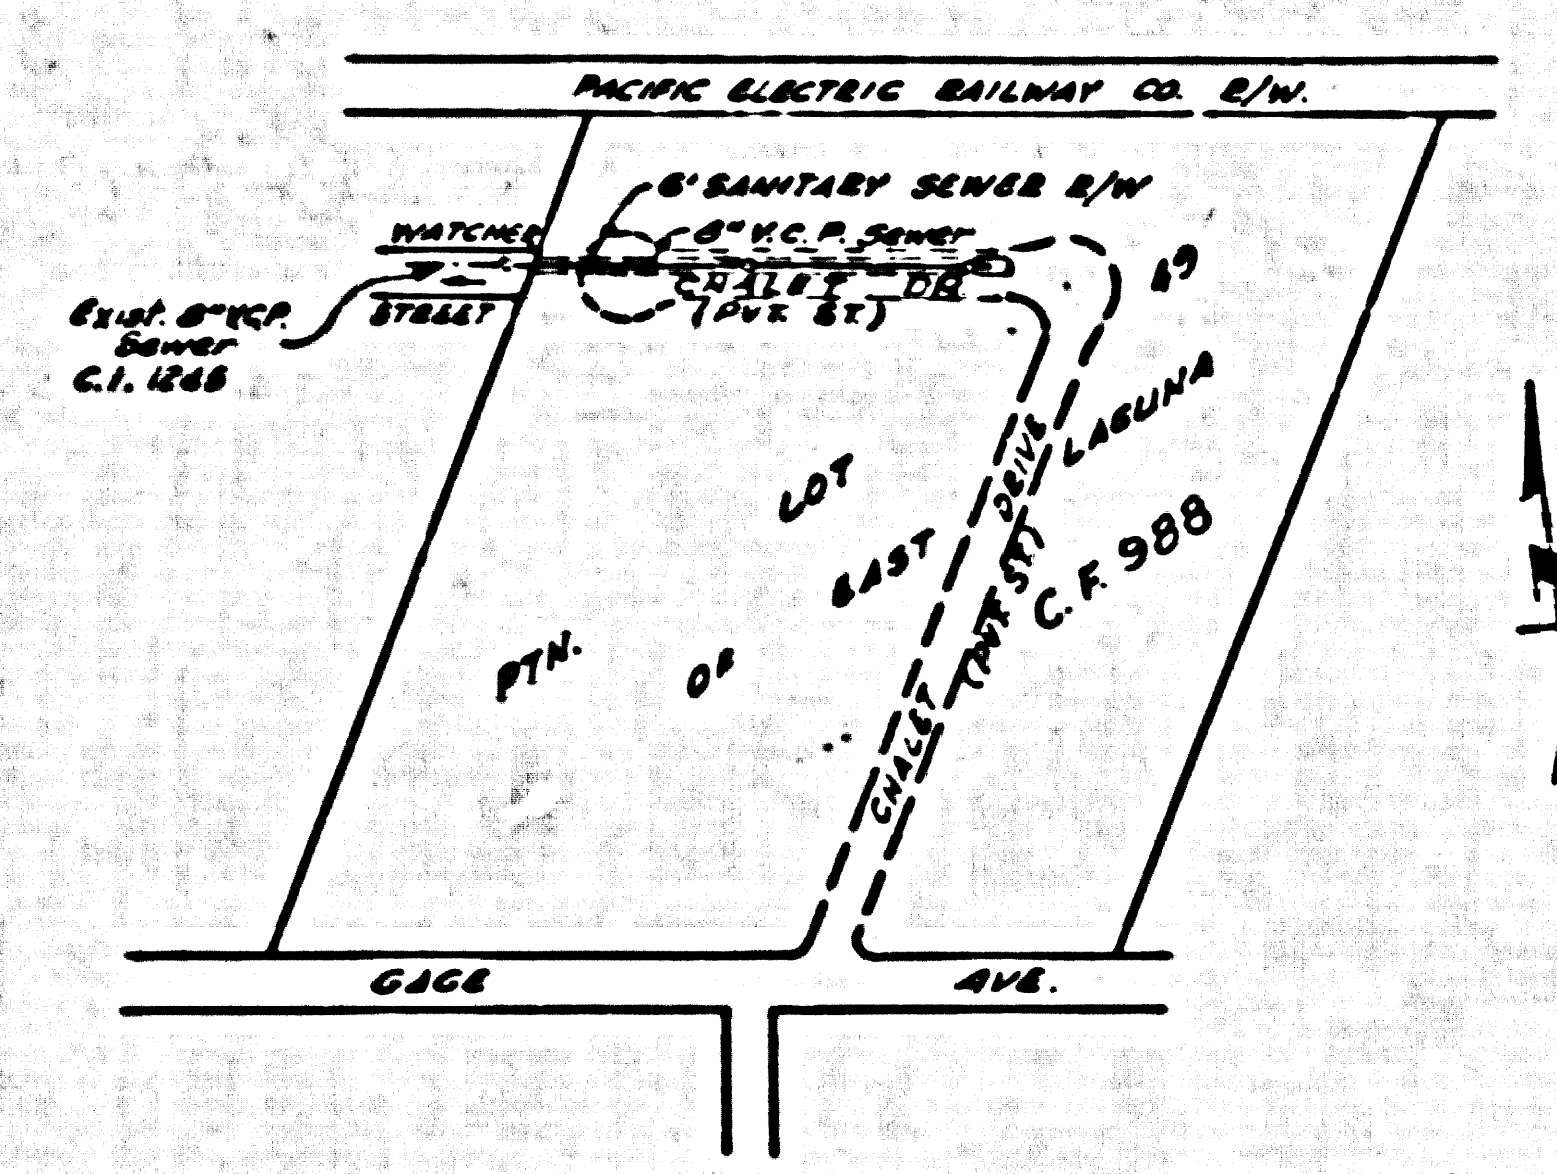 PACIFIC ELECTRIC RAILWAY CO. R/W.
6' SANITARY SEWER R/W
8" V.C.P. Sewer
WATCHER
STREET
CHALET DR
(PVT. ST.)
Exist. 8" V.C.P.
Sewer
C.I. 1266
PTN. OF EAST LOT
LAGUNA 69
C.F. 988
CHALET DRIVE
(PVT. ST.)
GAGE AVE.